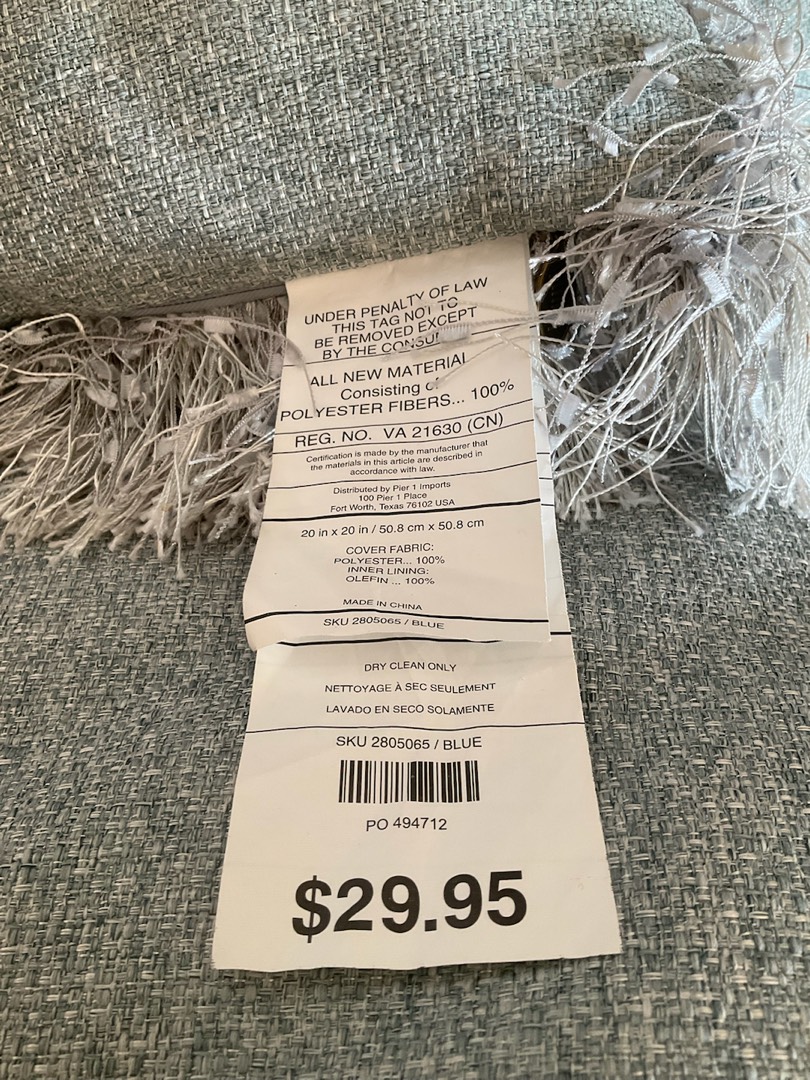 UNDER PENALTY OF LAW
THIS TAG NOT TO
BE REMOVED EXCEPT
BY THE
ALL NEW MATERIAL
Consisting
POLYESTER FIBERS... 100%
REG. NO. VA 21630 (CN)
Certification is made by the manufacturer that
the materials in this article are described in
accordance with law.
Distributed by Pier 1 Imports
100 Pier 1 Place
Fort Worth, Texas 76102 USA
20 in x 20 in / 50.8 cm x 50.8 cm
COVER FABRIC:
POLYESTER... 100%
INNER LINING:
OLEFIN ... 100%
MADE IN CHINA
SKU 2805065 / BLUE
DRY CLEAN ONLY
NETTOYAGE À SEC SEULEMENT
LAVADO EN SECO SOLAMENTE
SKU 2805065 / BLUE
PO 494712
$29.95